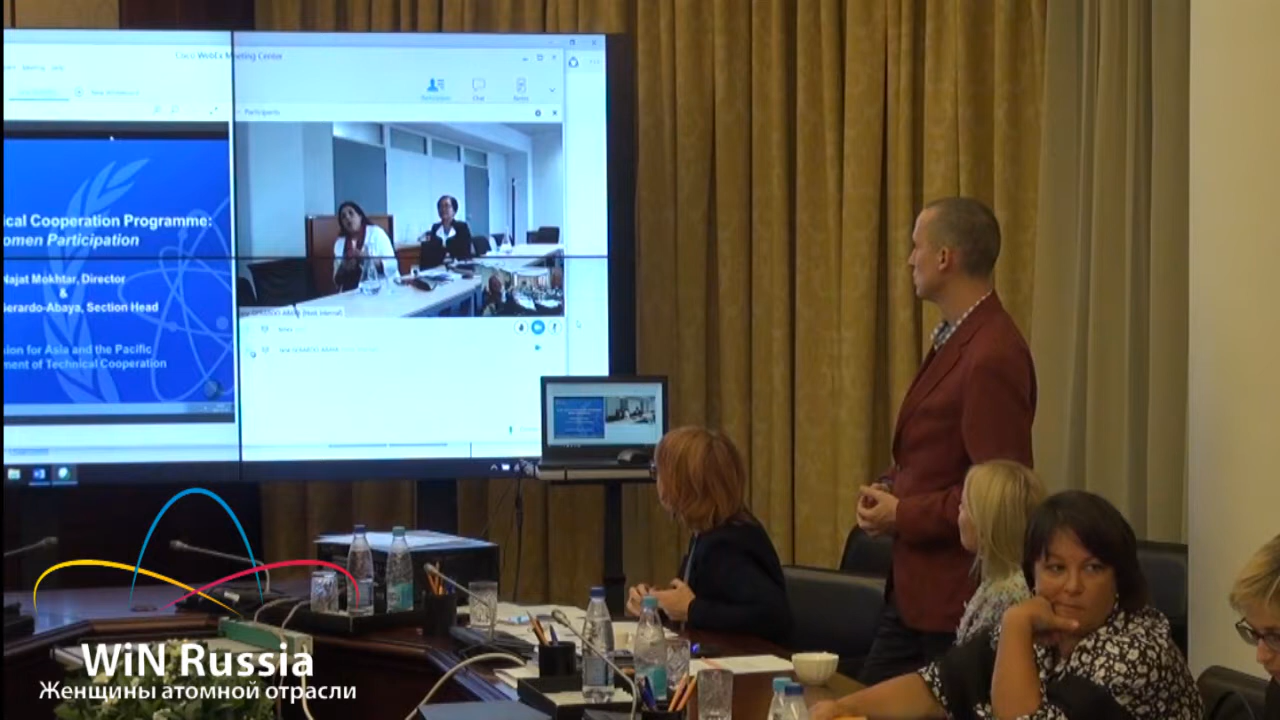 Cisco WebEx Meeting Center
Participants
Chat
ical Cooperation Programme:
omen Participation
Najat Mokhtar, Director
&
Gerardo-Abaya, Section Head
sion for Asia and the Pacific
ment of Technical Cooperation
WiN Russia
Женщины атомной отрасли